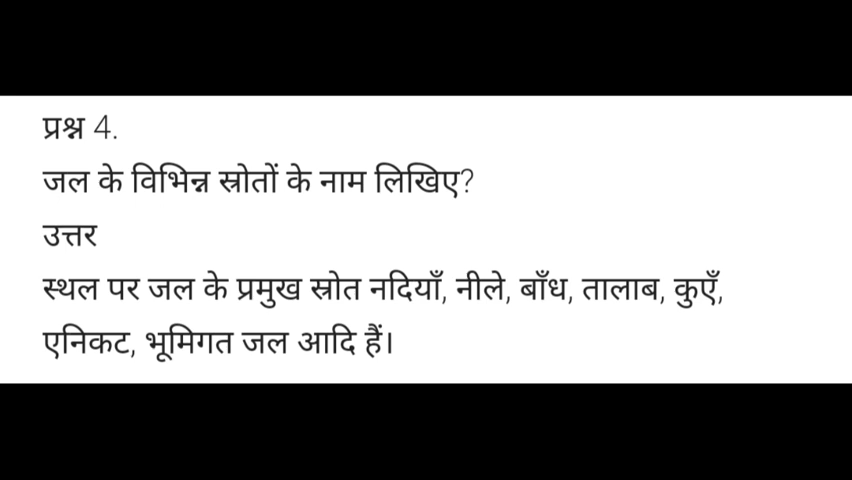 प्रश्न 4.
जल के विभिन्न स्रोतों के नाम लिखिए?
उत्तर
स्थल पर जल के प्रमुख स्रोत नदियाँ, नीले, बाँध, तालाब, कुएँ,
एनिकट, भूमिगत जल आदि हैं।